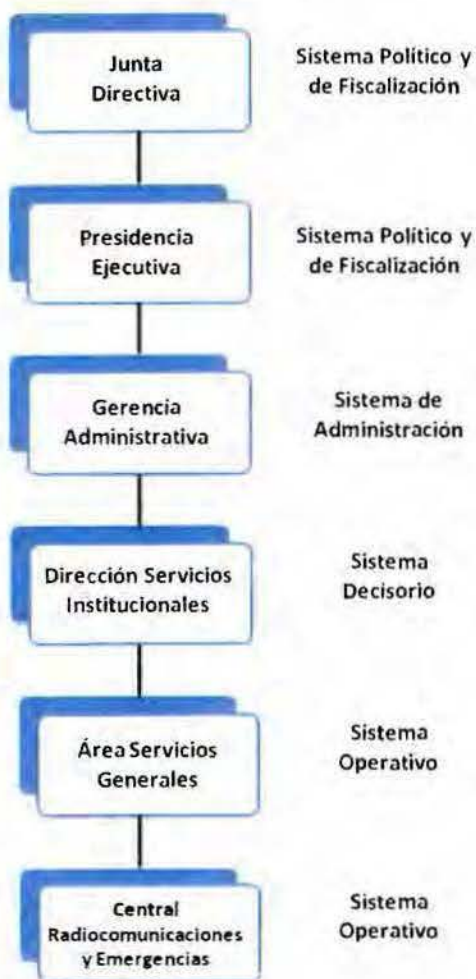 Junta
Directiva
Sistema Político y
de Fiscalización
Presidencia
Ejecutiva
Sistema Político y
de Fiscalización
Gerencia
Administrativa
Sistema de
Administración
Dirección Servicios
Institucionales
Sistema
Decisorio
Área Servicios
Generales
Sistema
Operativo
Central
Radiocomunicaciones
y Emergencias
Sistema
Operativo